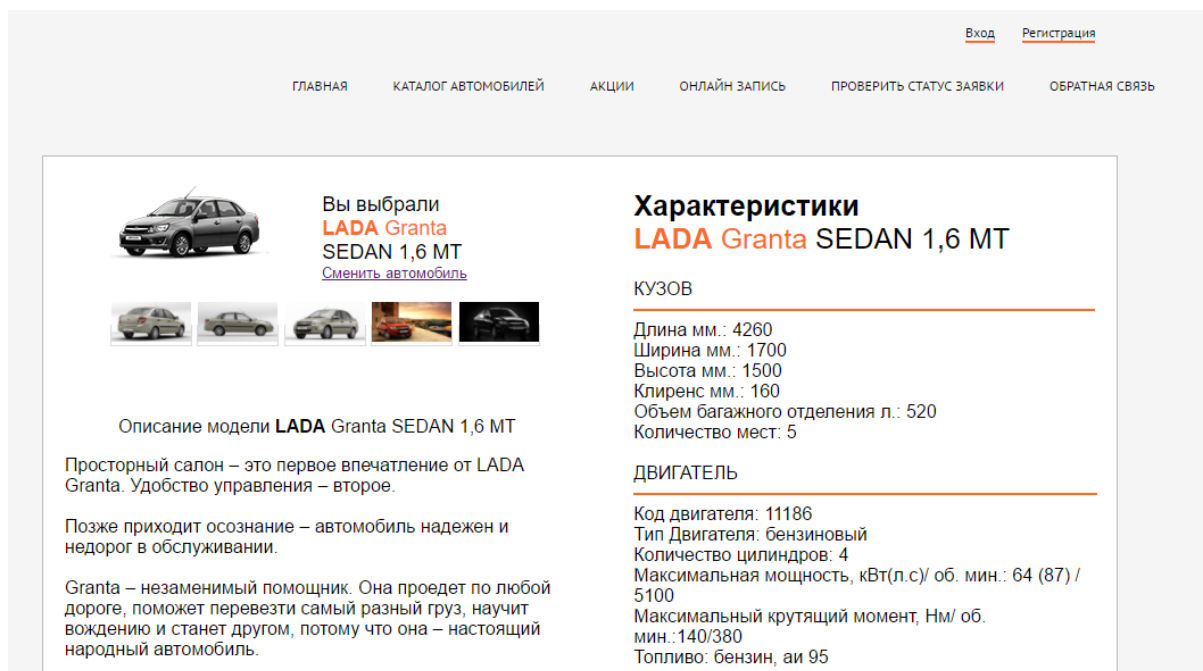 Вход Регистрация
ГЛАВНАЯ КАТАЛОГ АВТОМОБИЛЕЙ АКЦИИ ОНЛАЙН ЗАПИСЬ ПРОВЕРИТЬ СТАТУС ЗАЯВКИ ОБРАТНАЯ СВЯЗЬ
Вы выбрали
LADA Granta
SEDAN 1,6 МТ
Сменить автомобиль
Описание модели LADA Granta SEDAN 1,6 МТ
Просторный салон – это первое впечатление от LADA
Granta. Удобство управления – второе.
Позже приходит осознание – автомобиль надежен и
недорог в обслуживании.
Granta – незаменимый помощник. Она проедет по любой
дороге, поможет перевезти самый разный груз, научит
вождению и станет другом, потому что она – настоящий
народный автомобиль.
Характеристики
LADA Granta SEDAN 1,6 МТ
КУЗОВ
Длина мм.: 4260
Ширина мм.: 1700
Высота мм.: 1500
Клиренс мм.: 160
Объем багажного отделения л.: 520
Количество мест: 5
ДВИГАТЕЛЬ
Код двигателя: 11186
Тип Двигателя: бензиновый
Количество цилиндров: 4
Максимальная мощность, кВт(л.с)/ об. мин.: 64 (87) /
5100
Максимальный крутящий момент, Нм/ об.
мин.:140/380
Топливо: бензин, аи 95